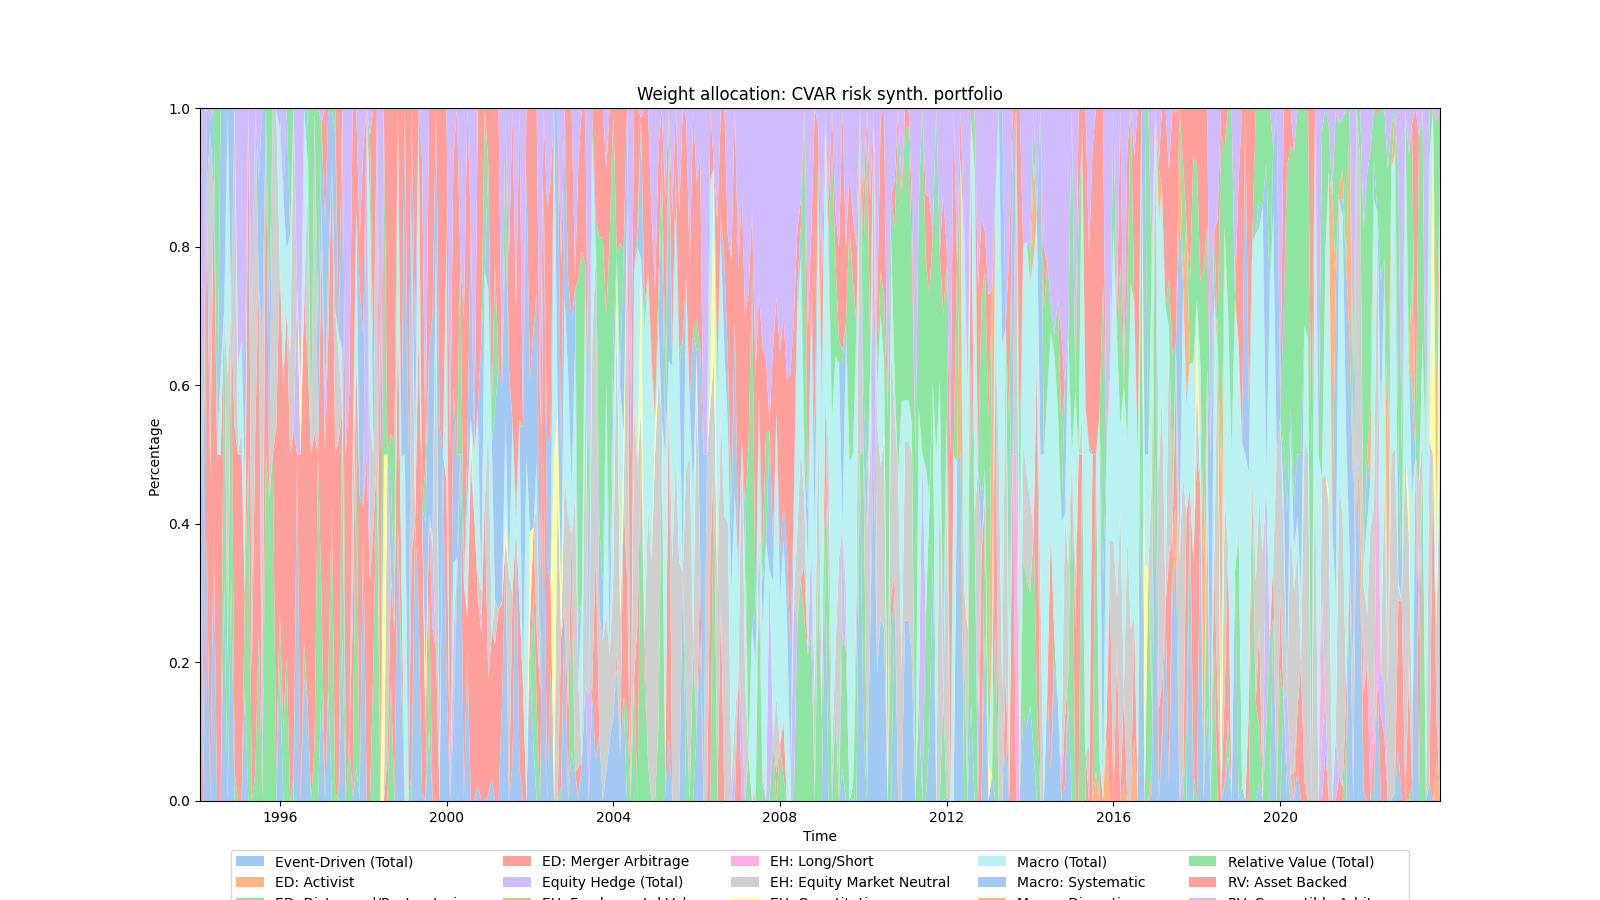 Weight allocation: CVAR risk synth. portfolio
1.0
0.8
0.6
0.4
0.2
0.0
Percentage
1996 2000 2004 2008 2012 2016 2020
Time
Event-Driven (Total) ED: Merger Arbitrage EH: Long/Short Macro (Total) Relative Value (Total)
ED: Activist Equity Hedge (Total) EH: Equity Market Neutral Macro: Systematic RV: Asset Backed